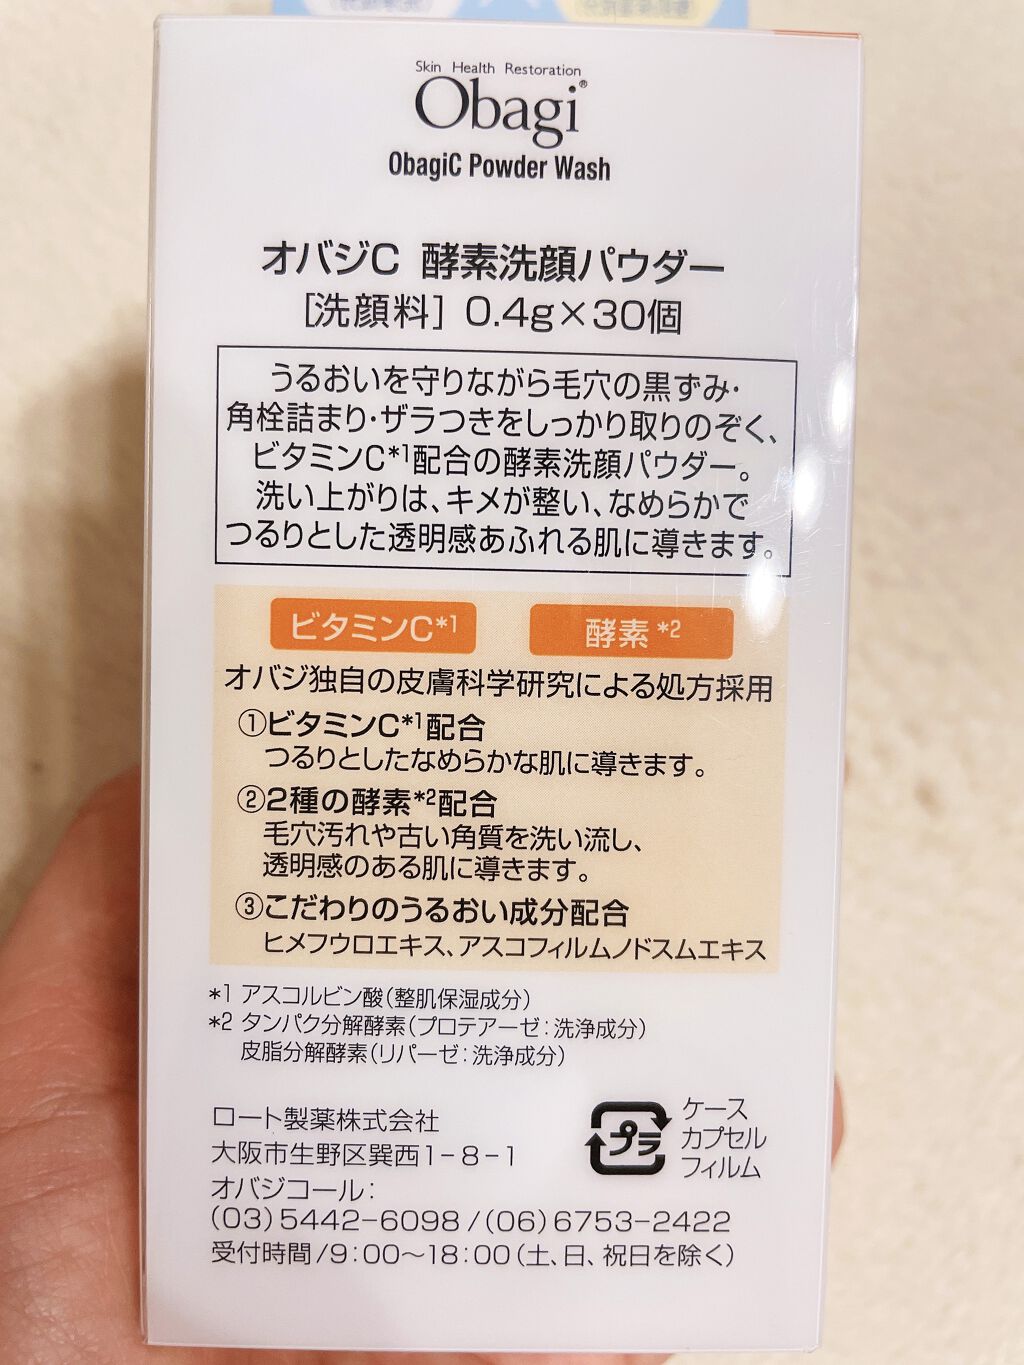 Skin Health Restoration
Obagi®
ObagiC Powder Wash
オバジC 酵素洗顔パウダー
［洗顔料］ 0.4g×30個
うるおいを守りながら毛穴の黒ずみ・
角栓詰まり・ザラつきをしっかり取りのぞく、
ビタミンC*1配合の酵素洗顔パウダー。
洗い上がりは、キメが整い、なめらかで
つるりとした透明感あふれる肌に導きます。
ビタミンC*1 酵素*2
オバジ独自の皮膚科学研究による処方採用
①ビタミンC*1配合
つるりとしたなめらかな肌に導きます。
②2種の酵素*2配合
毛穴汚れや古い角質を洗い流し、
透明感のある肌に導きます。
③こだわりのうるおい成分配合
ヒメフウロエキス、アスコフィルムノドスムエキス
*1 アスコルビン酸（整肌保湿成分）
*2 タンパク分解酵素（プロテアーゼ：洗浄成分）
皮脂分解酵素（リパーゼ：洗浄成分）
ロート製薬株式会社
大阪市生野区巽西1-8-1
オバジコール：
（03）5442-6098/（06）6753-2422
受付時間/9：00〜18：00（土、日、祝日を除く）
プラ
ケース
カプセル
フィルム